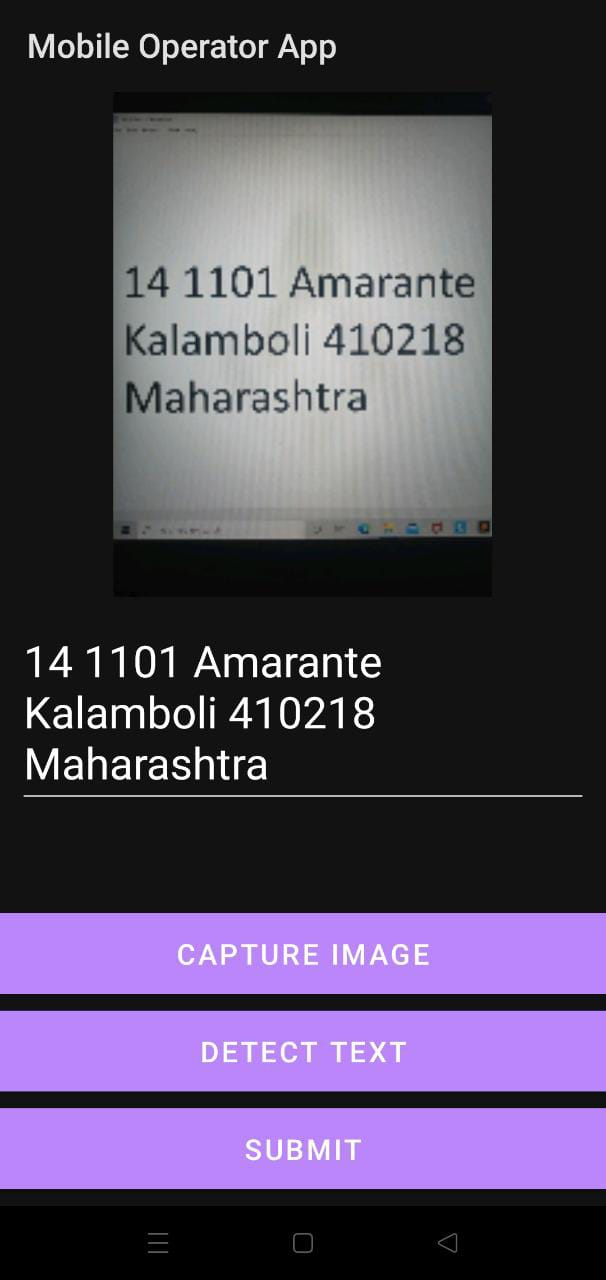 Mobile Operator App
14 1101 Amarante
Kalamboli 410218
Maharashtra
14 1101 Amarante
Kalamboli 410218
Maharashtra
CAPTURE IMAGE
DETECT TEXT
SUBMIT